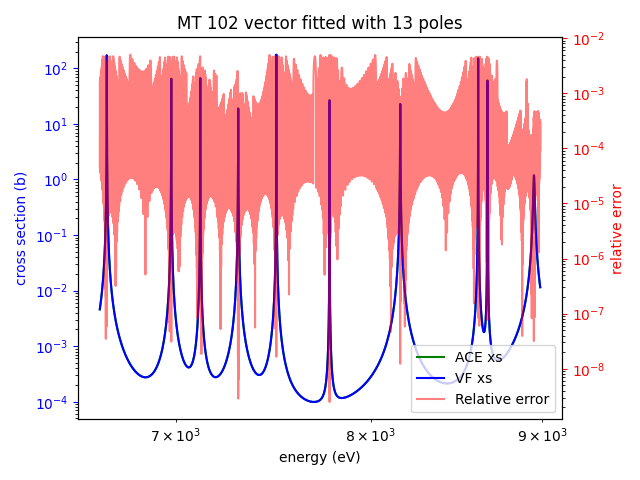 MT 102 vector fitted with 13 poles
cross section (b)
10²
10¹
10⁰
10⁻¹
10⁻²
10⁻³
10⁻⁴
10⁻²
10⁻³
10⁻⁴
10⁻⁵
10⁻⁶
10⁻⁷
10⁻⁸
relative error
ACE xs
VF xs
Relative error
7 × 10³
8 × 10³
9 × 10³
energy (eV)